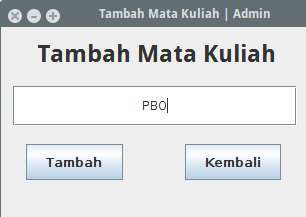 Tambah Mata Kuliah | Admin
Tambah Mata Kuliah
PBO
Tambah
Kembali